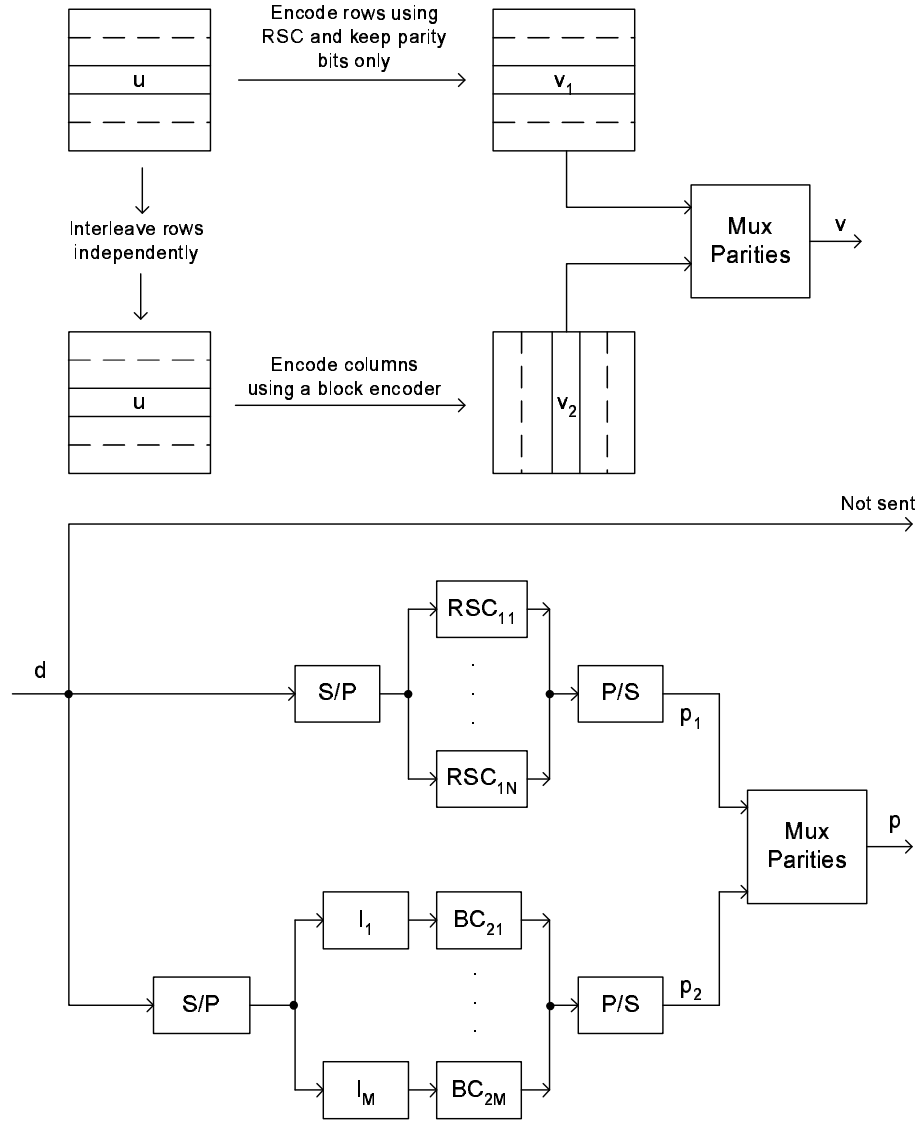 Encode rows using
RSC and keep parity
bits only
u
v1
Interleave rows
independently
Mux
Parities
v
Encode columns
using a block encoder
u
v2
Not sent
d
S/P
RSC11
RSC1N
P/S
p1
Mux
Parities
p
S/P
I1
IM
BC21
BC2M
P/S
p2